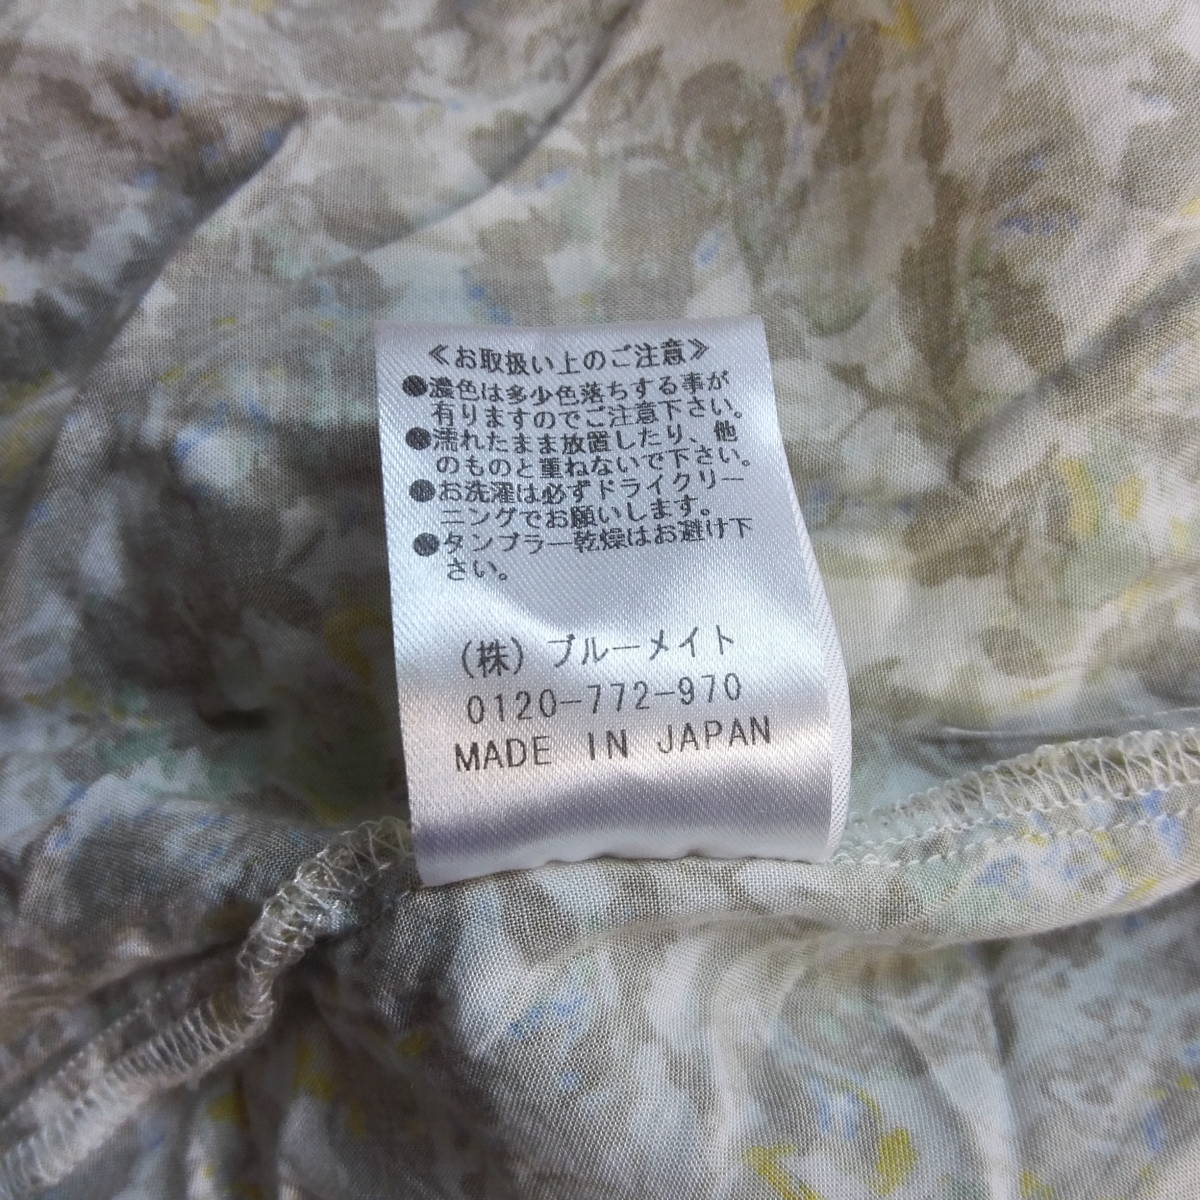 ≪お取扱い上のご注意≫
●濃色は多少色落ちする事が
有りますのでご注意下さい。
●濡れたまま放置したり、他
のものと重ねないで下さい。
●お洗濯は必ずドライクリー
ニングでお願いします。
●タンブラー乾燥はお避け下
さい。
(株)ブルーメイト
0120-772-970
MADE IN JAPAN